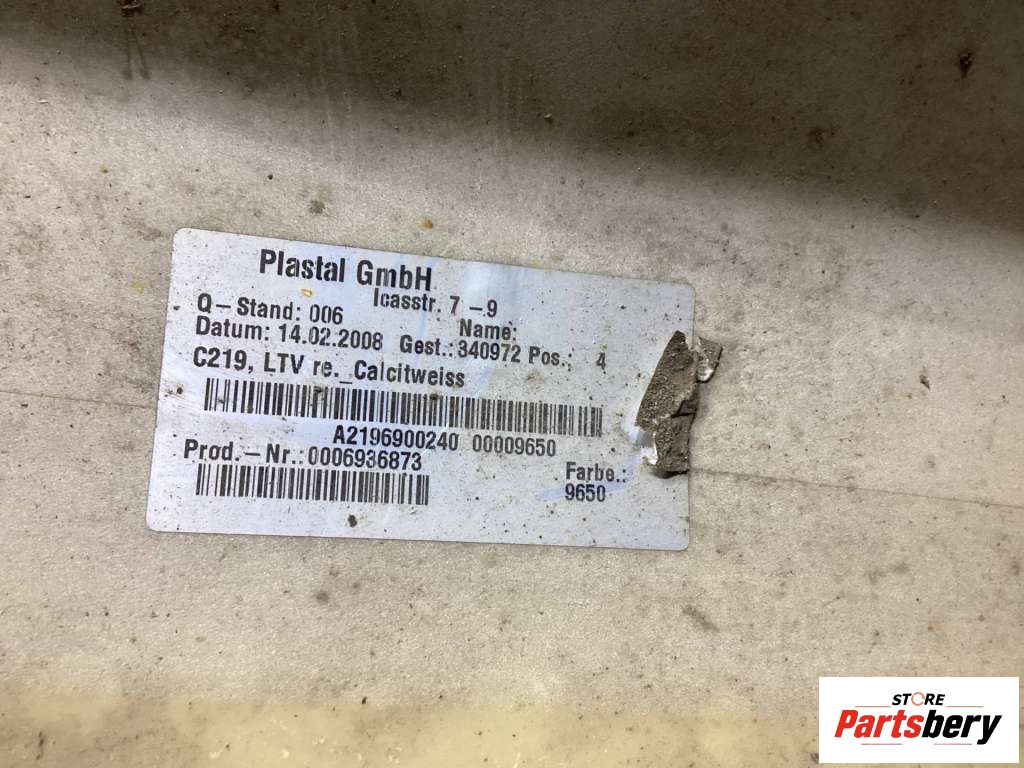 Plastal GmbH
Icasstr. 7 -9
Q-Stand: 006
Name:
Datum: 14.02.2008 Gest.: 340972 Pos.: 4
C219, LTV re._Calcitweiss
A2196900240 00009650
Prod.-Nr.:0006936873
Farbe.:
9650
STORE
Partsbery